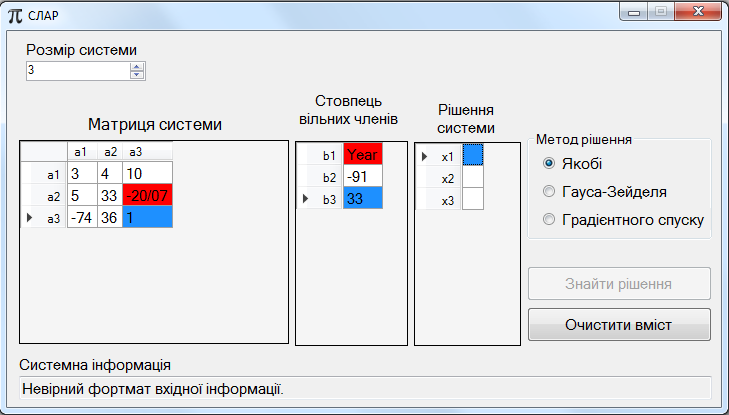 СЛАР
Розмір системи
3
Матриця системи
a1 a2 a3
a1 3 4 10
a2 5 33 -20/07
a3 -74 36 1
Стовпець
вільних членів
b1 Year
b2 -91
b3 33
Рішення
системи
x1
x2
x3
Метод рішення
Якобі
Гауса-Зейделя
Градієнтного спуску
Знайти рішення
Очистити вміст
Системна інформація
Невірний фортмат вхідної інформації.